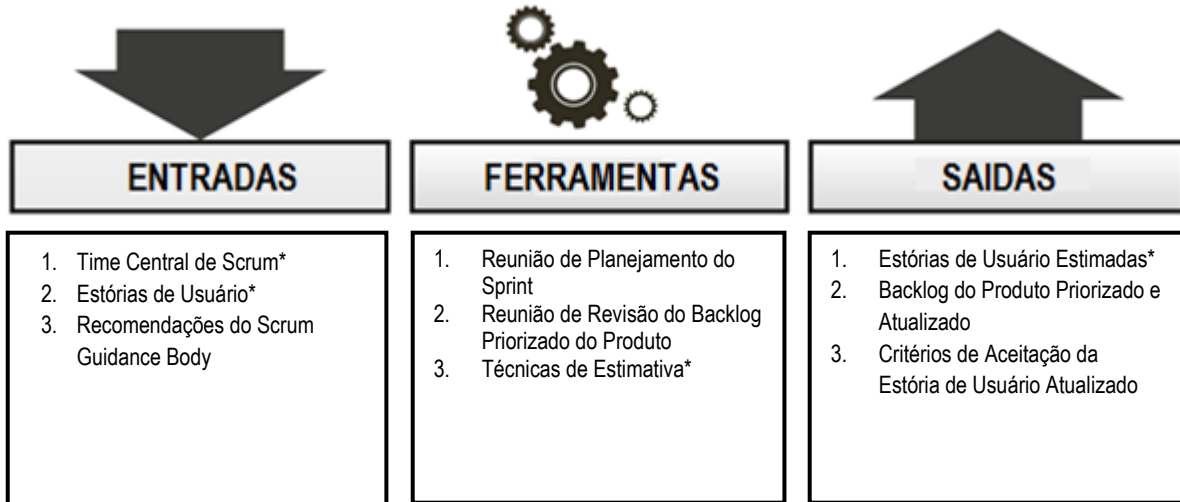 ENTRADAS
1. Time Central de Scrum*
2. Estórias de Usuário*
3. Recomendações do Scrum
Guidance Body
FERRAMENTAS
1. Reunião de Planejamento do
Sprint
2. Reunião de Revisão do Backlog
Priorizado do Produto
3. Técnicas de Estimativa*
SAIDAS
1. Estórias de Usuário Estimadas*
2. Backlog do Produto Priorizado e
Atualizado
3. Critérios de Aceitação da
Estória de Usuário Atualizado